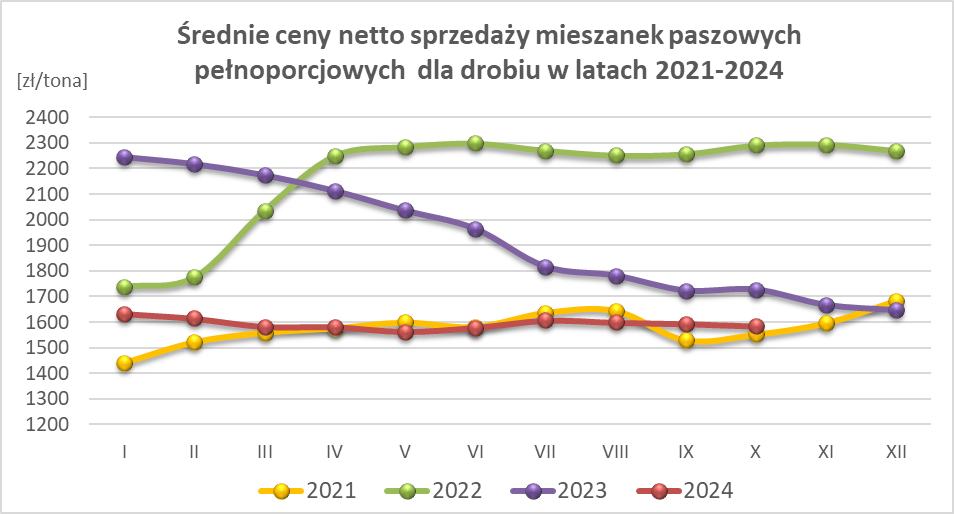 Średnie ceny netto sprzedaży mieszanek paszowych
pełnoporcjowych dla drobiu w latach 2021-2024
[zł/tona]
2400
2300
2200
2100
2000
1900
1800
1700
1600
1500
1400
1300
1200
I II III IV V VI VII VIII IX X XI XII
2021 2022 2023 2024